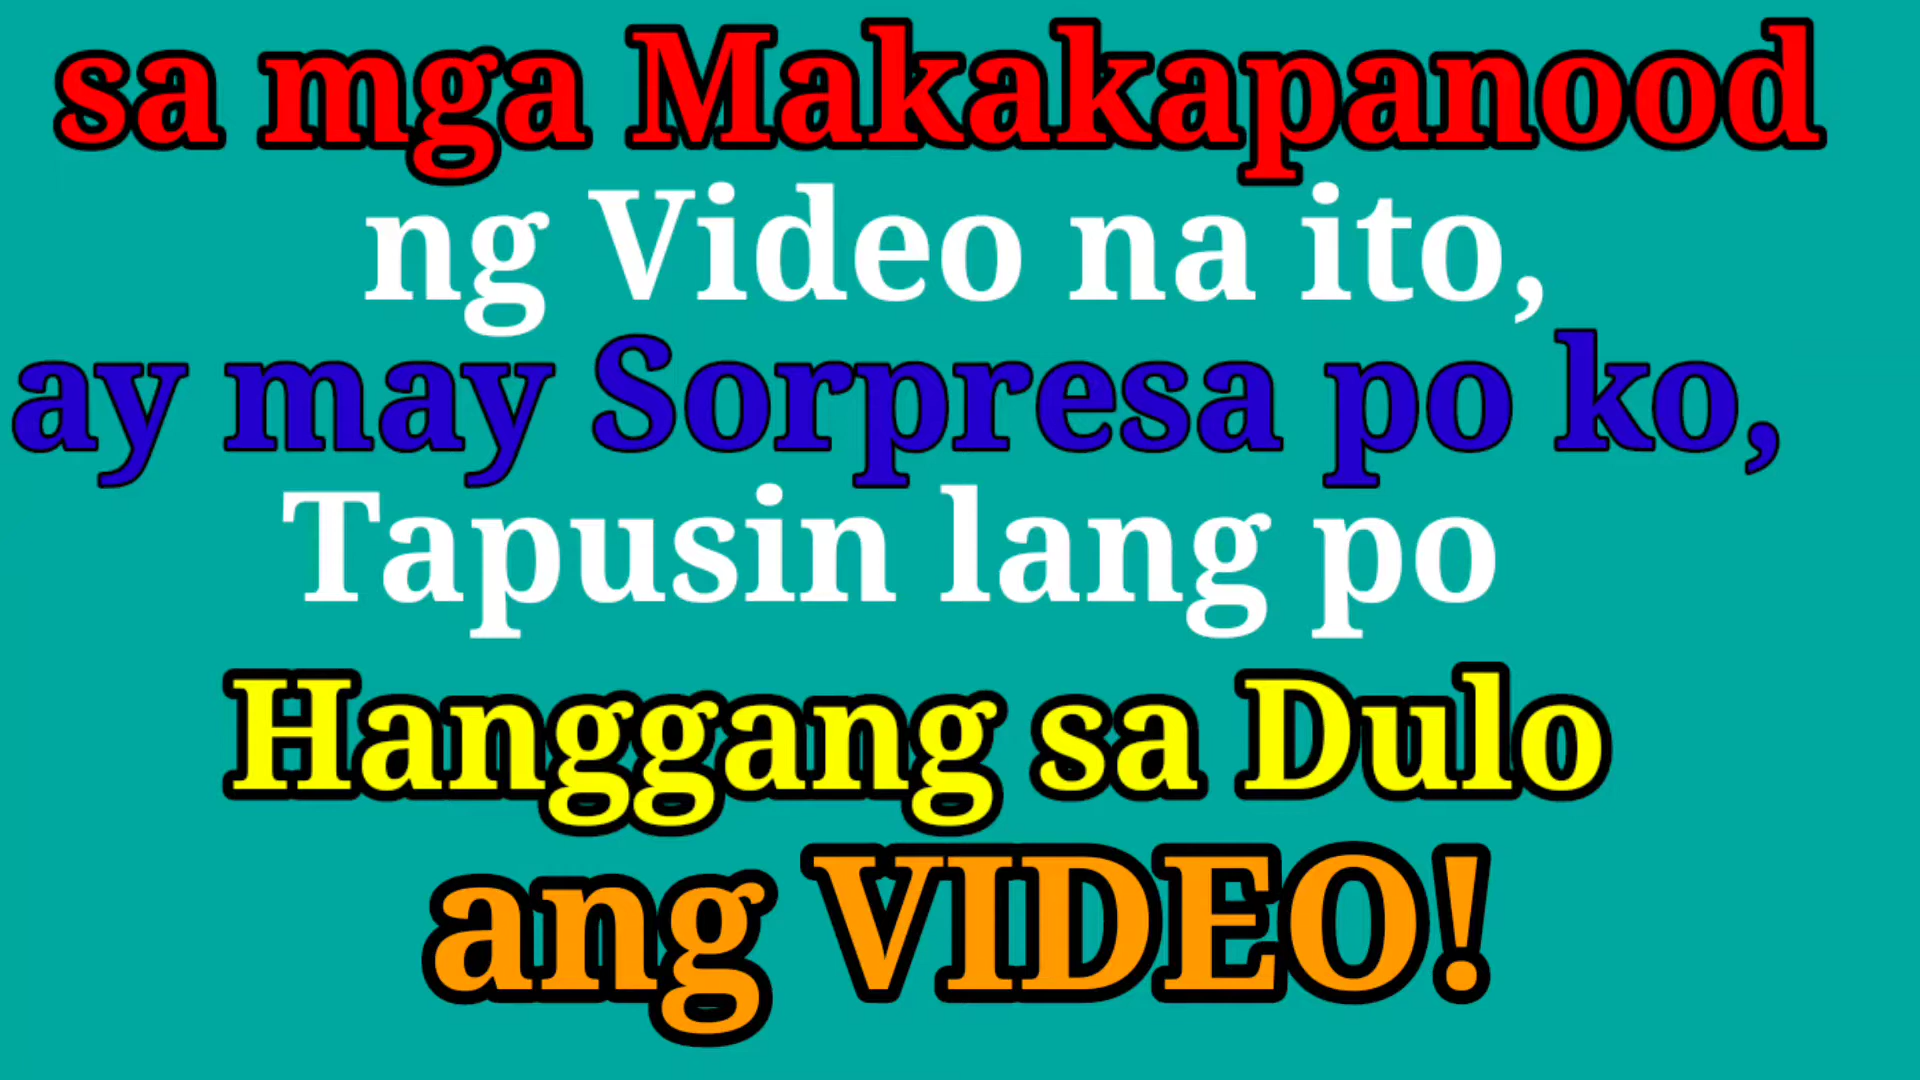 sa mga Makakapanood
ng Video na ito,
ay may Sorpresa po ko,
Tapusin lang po
Hanggang sa Dulo
ang VIDEO!